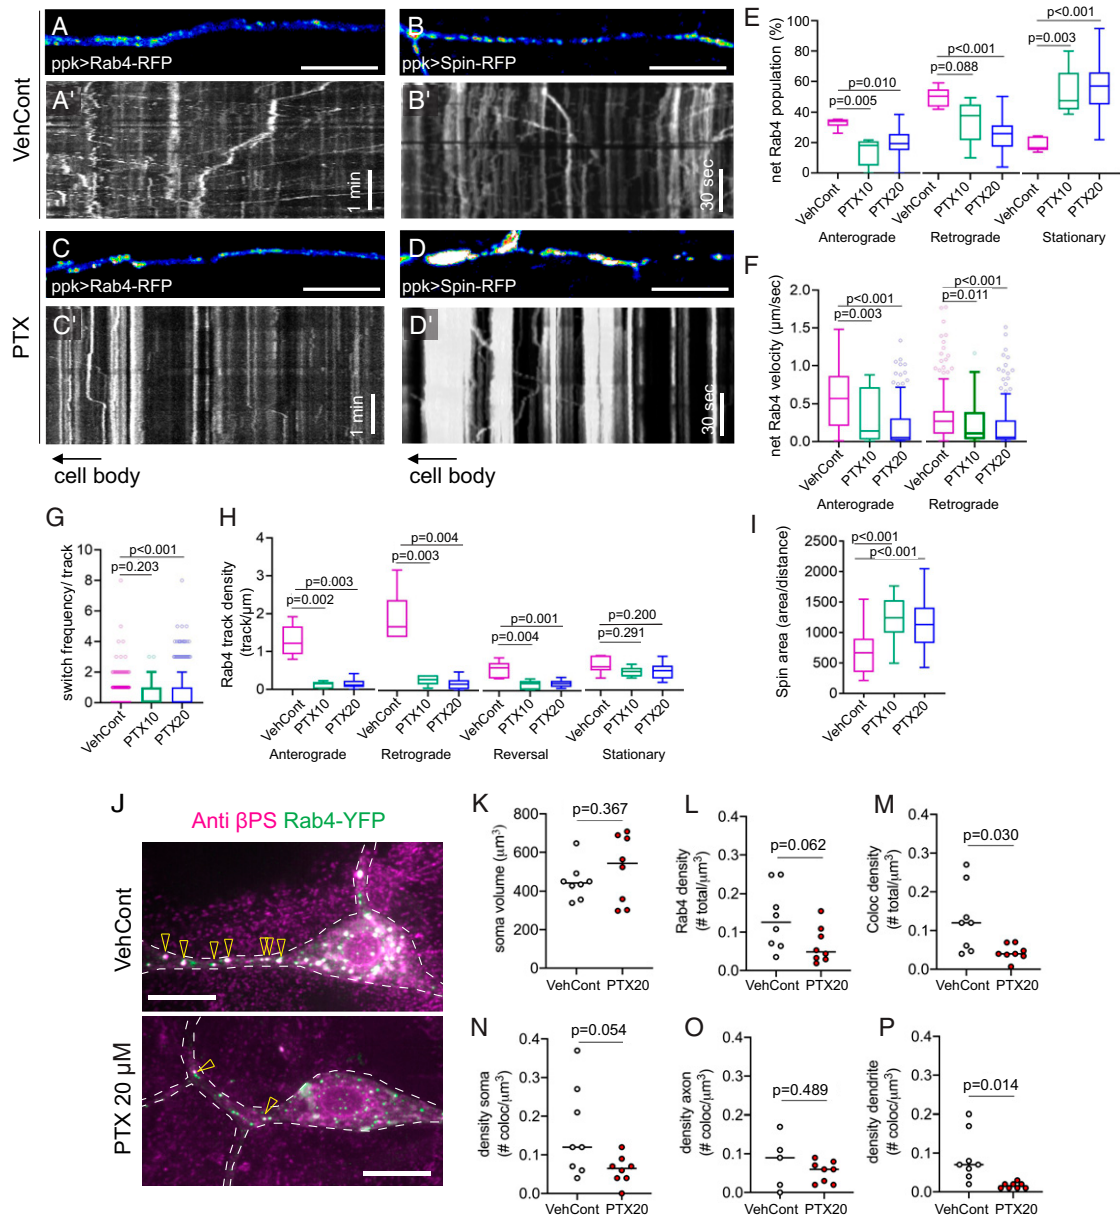 A
ppk>Rab4-RFP
B
ppk>Spin-RFP
VehCont
A'
1 min
B'
30 sec
C
ppk>Rab4-RFP
D
ppk>Spin-RFP
PTX
C'
1 min
D'
30 sec
cell body
cell body
E
net Rab4 population (%)
100
80
60
40
20
0
p=0.005
p=0.010
p=0.088
p<0.001
p=0.003
p<0.001
VehCont
PTX10
PTX20
VehCont
PTX10
PTX20
VehCont
PTX10
PTX20
Anterograde
Retrograde
Stationary
F
net Rab4 velocity (μm/sec)
2.0
1.5
1.0
0.5
0.0
p<0.001
p=0.003
p<0.001
p=0.011
VehCont
PTX10
PTX20
VehCont
PTX10
PTX20
Anterograde
Retrograde
G
switch frequency/ track
10
8
6
4
2
0
p<0.001
p=0.203
VehCont
PTX10
PTX20
H
Rab4 track density
(track/μm)
4
2
1
0
p=0.003
p=0.002
p=0.004
p=0.003
p=0.001
p=0.004
p=0.200
p=0.291
VehCont
PTX10
PTX20
VehCont
PTX10
PTX20
VehCont
PTX10
PTX20
VehCont
PTX10
PTX20
Anterograde
Retrograde
Reversal
Stationary
I
Spin area (area/distance)
2500
2000
1500
1000
500
0
p<0.001
p<0.001
VehCont
PTX10
PTX20
J
Anti βPS Rab4-YFP
VehCont
PTX 20 μM
K
soma volume (μm³)
800
600
400
200
0
p=0.367
VehCont PTX20
L
Rab4 density
(# total/μm³)
0.4
0.3
0.2
0.1
0.0
p=0.062
VehCont PTX20
M
Coloc density
(# total/μm³)
0.4
0.3
0.2
0.1
0.0
p=0.030
VehCont PTX20
N
density soma
(# coloc/μm³)
0.4
0.3
0.2
0.1
0.0
p=0.054
VehCont PTX20
O
density axon
(# coloc/μm³)
0.4
0.3
0.2
0.1
0.0
p=0.489
VehCont PTX20
P
density dendrite
(# coloc/μm³)
0.4
0.3
0.2
0.1
0.0
p=0.014
VehCont PTX20